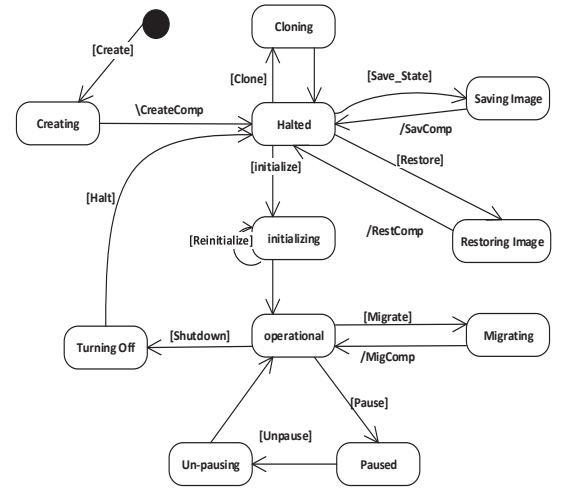 Cloning
[Create]
[Clone]
[Save_State]
Saving Image
\CreateComp
Creating
Halted
/SavComp
[Restore]
[initialize]
[Halt]
/RestComp
Restoring Image
[Reinitialize]
initializing
[Migrate]
[Shutdown]
operational
Migrating
Turning Off
/MigComp
[Pause]
[Unpause]
Un-pausing
Paused